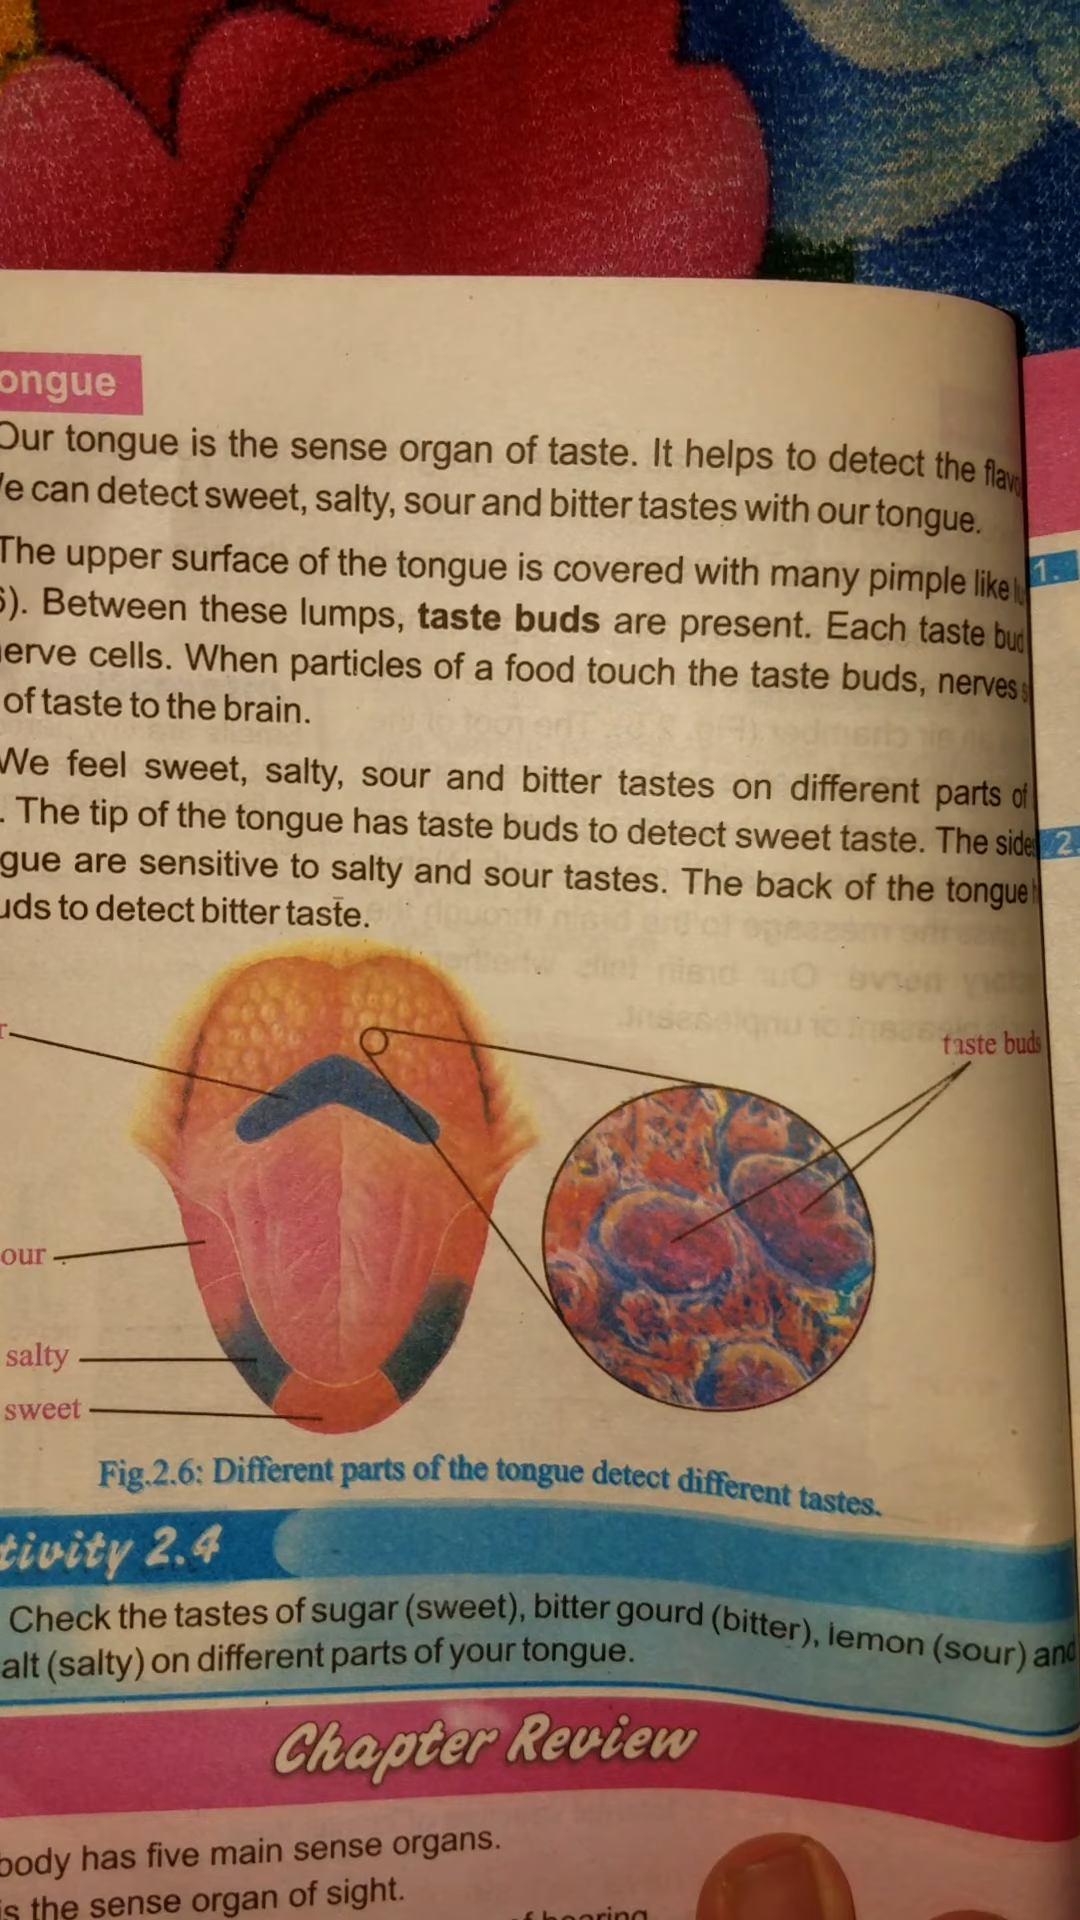 ongue
Our tongue is the sense organ of taste. It helps to detect the flavo
e can detect sweet, salty, sour and bitter tastes with our tongue.
The upper surface of the tongue is covered with many pimple like
6). Between these lumps, taste buds are present. Each taste bud
erve cells. When particles of a food touch the taste buds, nerves s
of taste to the brain.
We feel sweet, salty, sour and bitter tastes on different parts of
. The tip of the tongue has taste buds to detect sweet taste. The sides
gue are sensitive to salty and sour tastes. The back of the tongue h
uds to detect bitter taste.
r
taste buds
our
salty
sweet
Fig.2.6: Different parts of the tongue detect different tastes.
tivity 2.4
Check the tastes of sugar (sweet), bitter gourd (bitter), lemon (sour) and
alt (salty) on different parts of your tongue.
Chapter Review
body has five main sense organs.
is the sense organ of sight.
f hearing
1.
2.